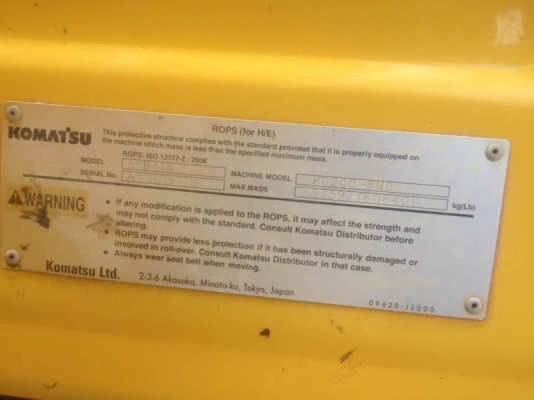 KOMATSU
ROPS (for H/E)
This protective structure complies with the standard provided that it is properly equipped on
the machine which mass is less than the specified maximum mass.
ROPS: ISO 12117-2 : 2008
MODEL MACHINE MODEL
SERIAL No. MAX.MASS kg(Lb)
WARNING
• If any modification is applied to the ROPS, it may affect the strength and
may not comply with the standard. Consult Komatsu Distributor before
altering.
• ROPS may provide less protection if it has been structurally damaged or
involved in roll-over. Consult Komatsu Distributor in that case.
• Always wear seat belt when moving.
Komatsu Ltd. 2-3-6 Akasaka, Minato-ku, Tokyo, Japan
09620-J2000